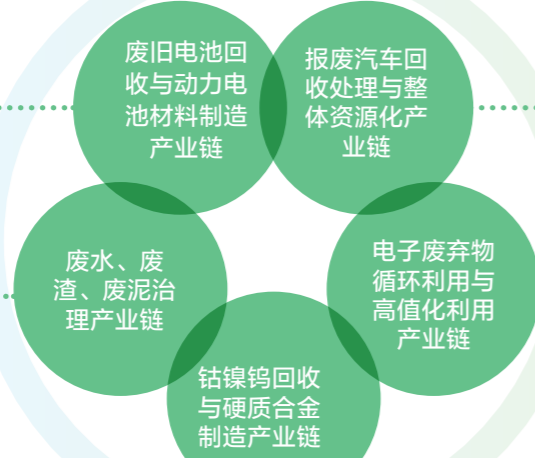 废旧电池回
收与动力电
池材料制造
产业链
报废汽车回
收处理与整
体资源化产
业链
废水、废
渣、废泥治
理产业链
电子废弃物
循环利用与
高值化利用
产业链
钴镍钨回收
与硬质合金
制造产业链